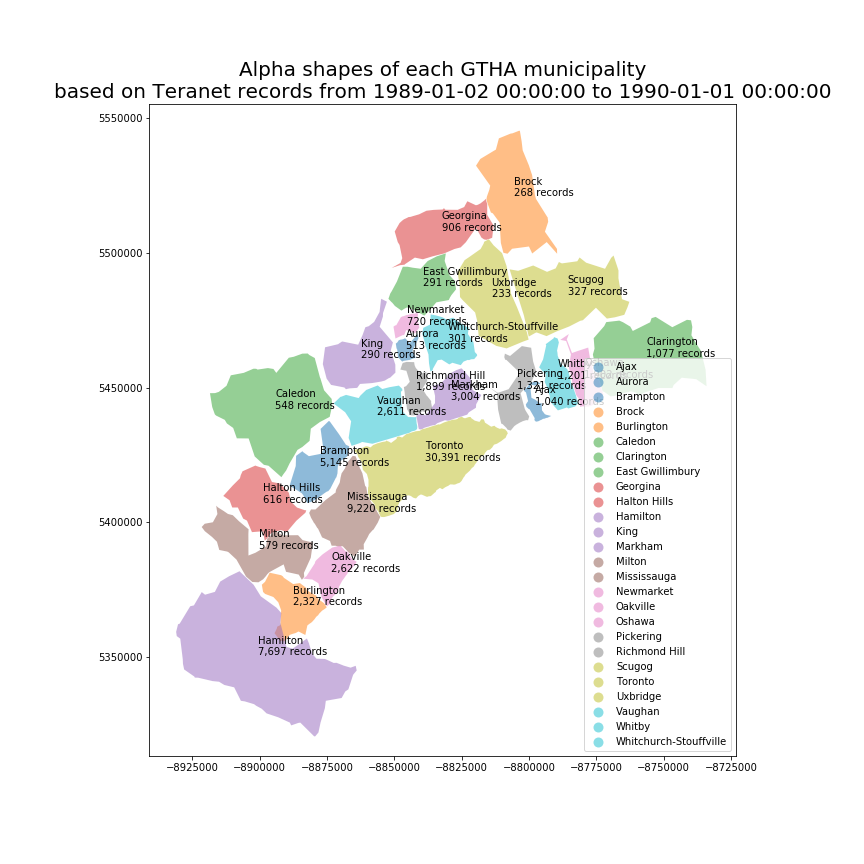 Alpha shapes of each GTHA municipality
based on Teranet records from 1989-01-02 00:00:00 to 1990-01-01 00:00:00
5550000
5500000
5450000
5400000
5350000
Brock
268 records
Georgina
906 records
East Gwillimbury
291 records
Uxbridge
233 records
Scugog
327 records
Newmarket
720 records
Whitchurch-Stouffville
301 records
Aurora
513 records
King
290 records
Clarington
1,077 records
Richmond Hill
1,899 records
Markham
3,004 records
Pickering
1,321 records
Whitb
1,201
Oshawa
records
Ajax
1,040 records
Caledon
548 records
Vaughan
2,611 records
Toronto
30,391 records
Brampton
5,145 records
Halton Hills
616 records
Mississauga
9,220 records
Milton
579 records
Oakville
2,622 records
Burlington
2,327 records
Hamilton
7,697 records
Ajax
Aurora
Brampton
Brock
Burlington
Caledon
Clarington
East Gwillimbury
Georgina
Halton Hills
Hamilton
King
Markham
Milton
Mississauga
Newmarket
Oakville
Oshawa
Pickering
Richmond Hill
Scugog
Toronto
Uxbridge
Vaughan
Whitby
Whitchurch-Stouffville
−8925000 −8900000 −8875000 −8850000 −8825000 −8800000 −8775000 −8750000 −8725000